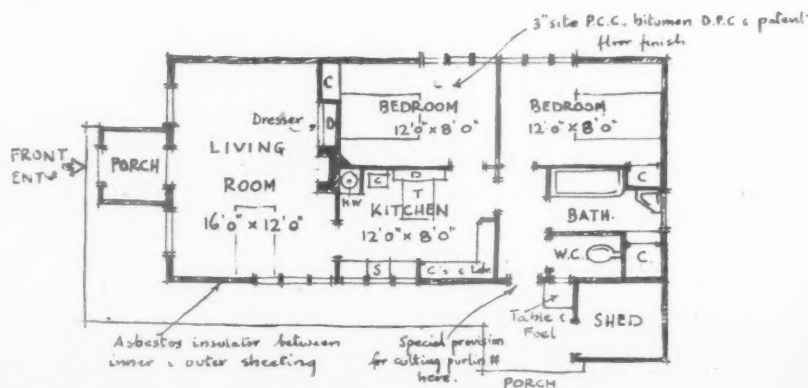 3" site P.C.C., bitumen D.P.C & patent
floor finish
C
BEDROOM
12'0" x 8'0"
BEDROOM
12'0" x 8'0"
Dresser
D
LIVING
ROOM
16'0" x 12'0"
FRONT
ENT
PORCH
HW
C
D
T
KITCHEN
12'0" x 8'0"
C
BATH.
W.C.
C.
S
C's &
Table &
Fuel
SHED
Asbestos insulator between
inner & outer sheeting
Special provision
for cutting purlin
here.
PORCH